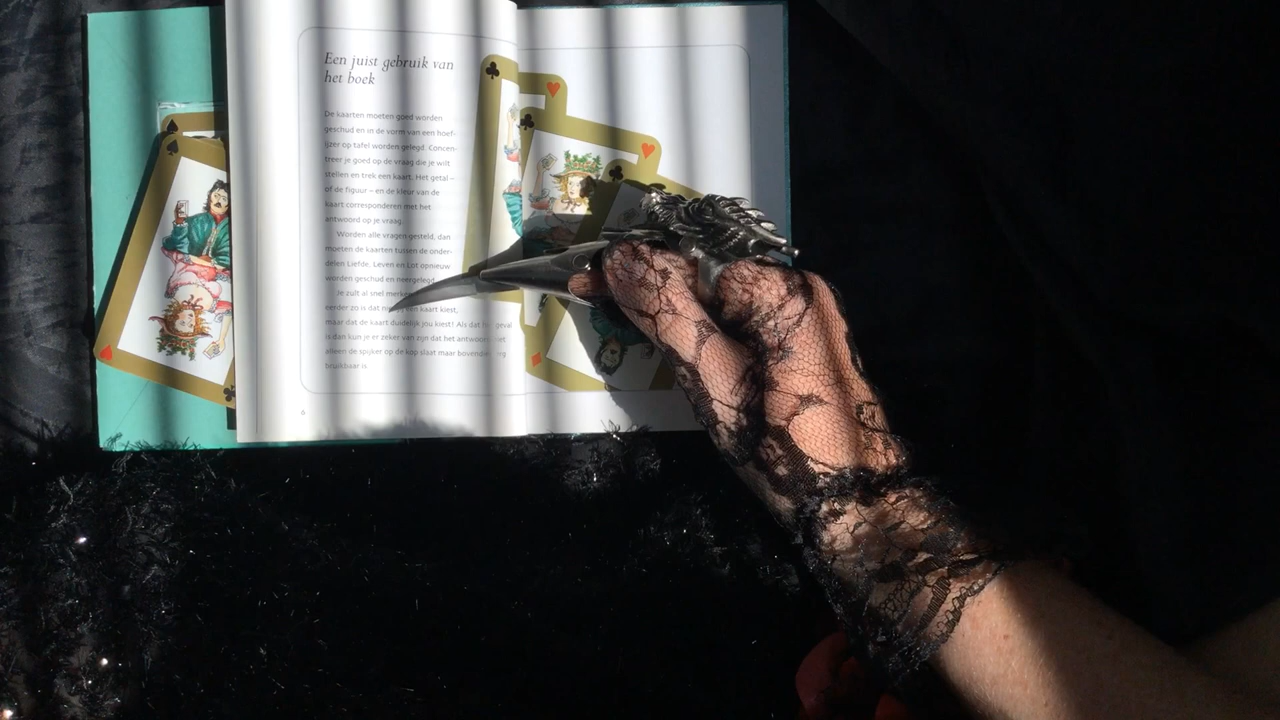 Een juist gebruik van
het boek
De kaarten moeten goed worden
geschud en in de vorm van een hoef-
ijzer op tafel worden gelegd. Concen-
treer je goed op de vraag die je wilt
stellen en trek een kaart. Het getal –
of de figuur – en de kleur van de
kaart corresponderen met het
antwoord op je vraag.
Worden alle vragen gesteld, dan
moeten de kaarten tussen de onder-
delen Liefde, Leven en Lot opnieuw
worden geschud en neergelegd.
Je zult al snel merken
eerder zo is dat een kaart kiest,
maar dat de kaart duidelijk jou kiest! Als dat geval
is dan kun je er zeker van zijn dat het antwoord niet
alleen de spijker op de kop slaat maar bovendien
bruikbaar is.
6